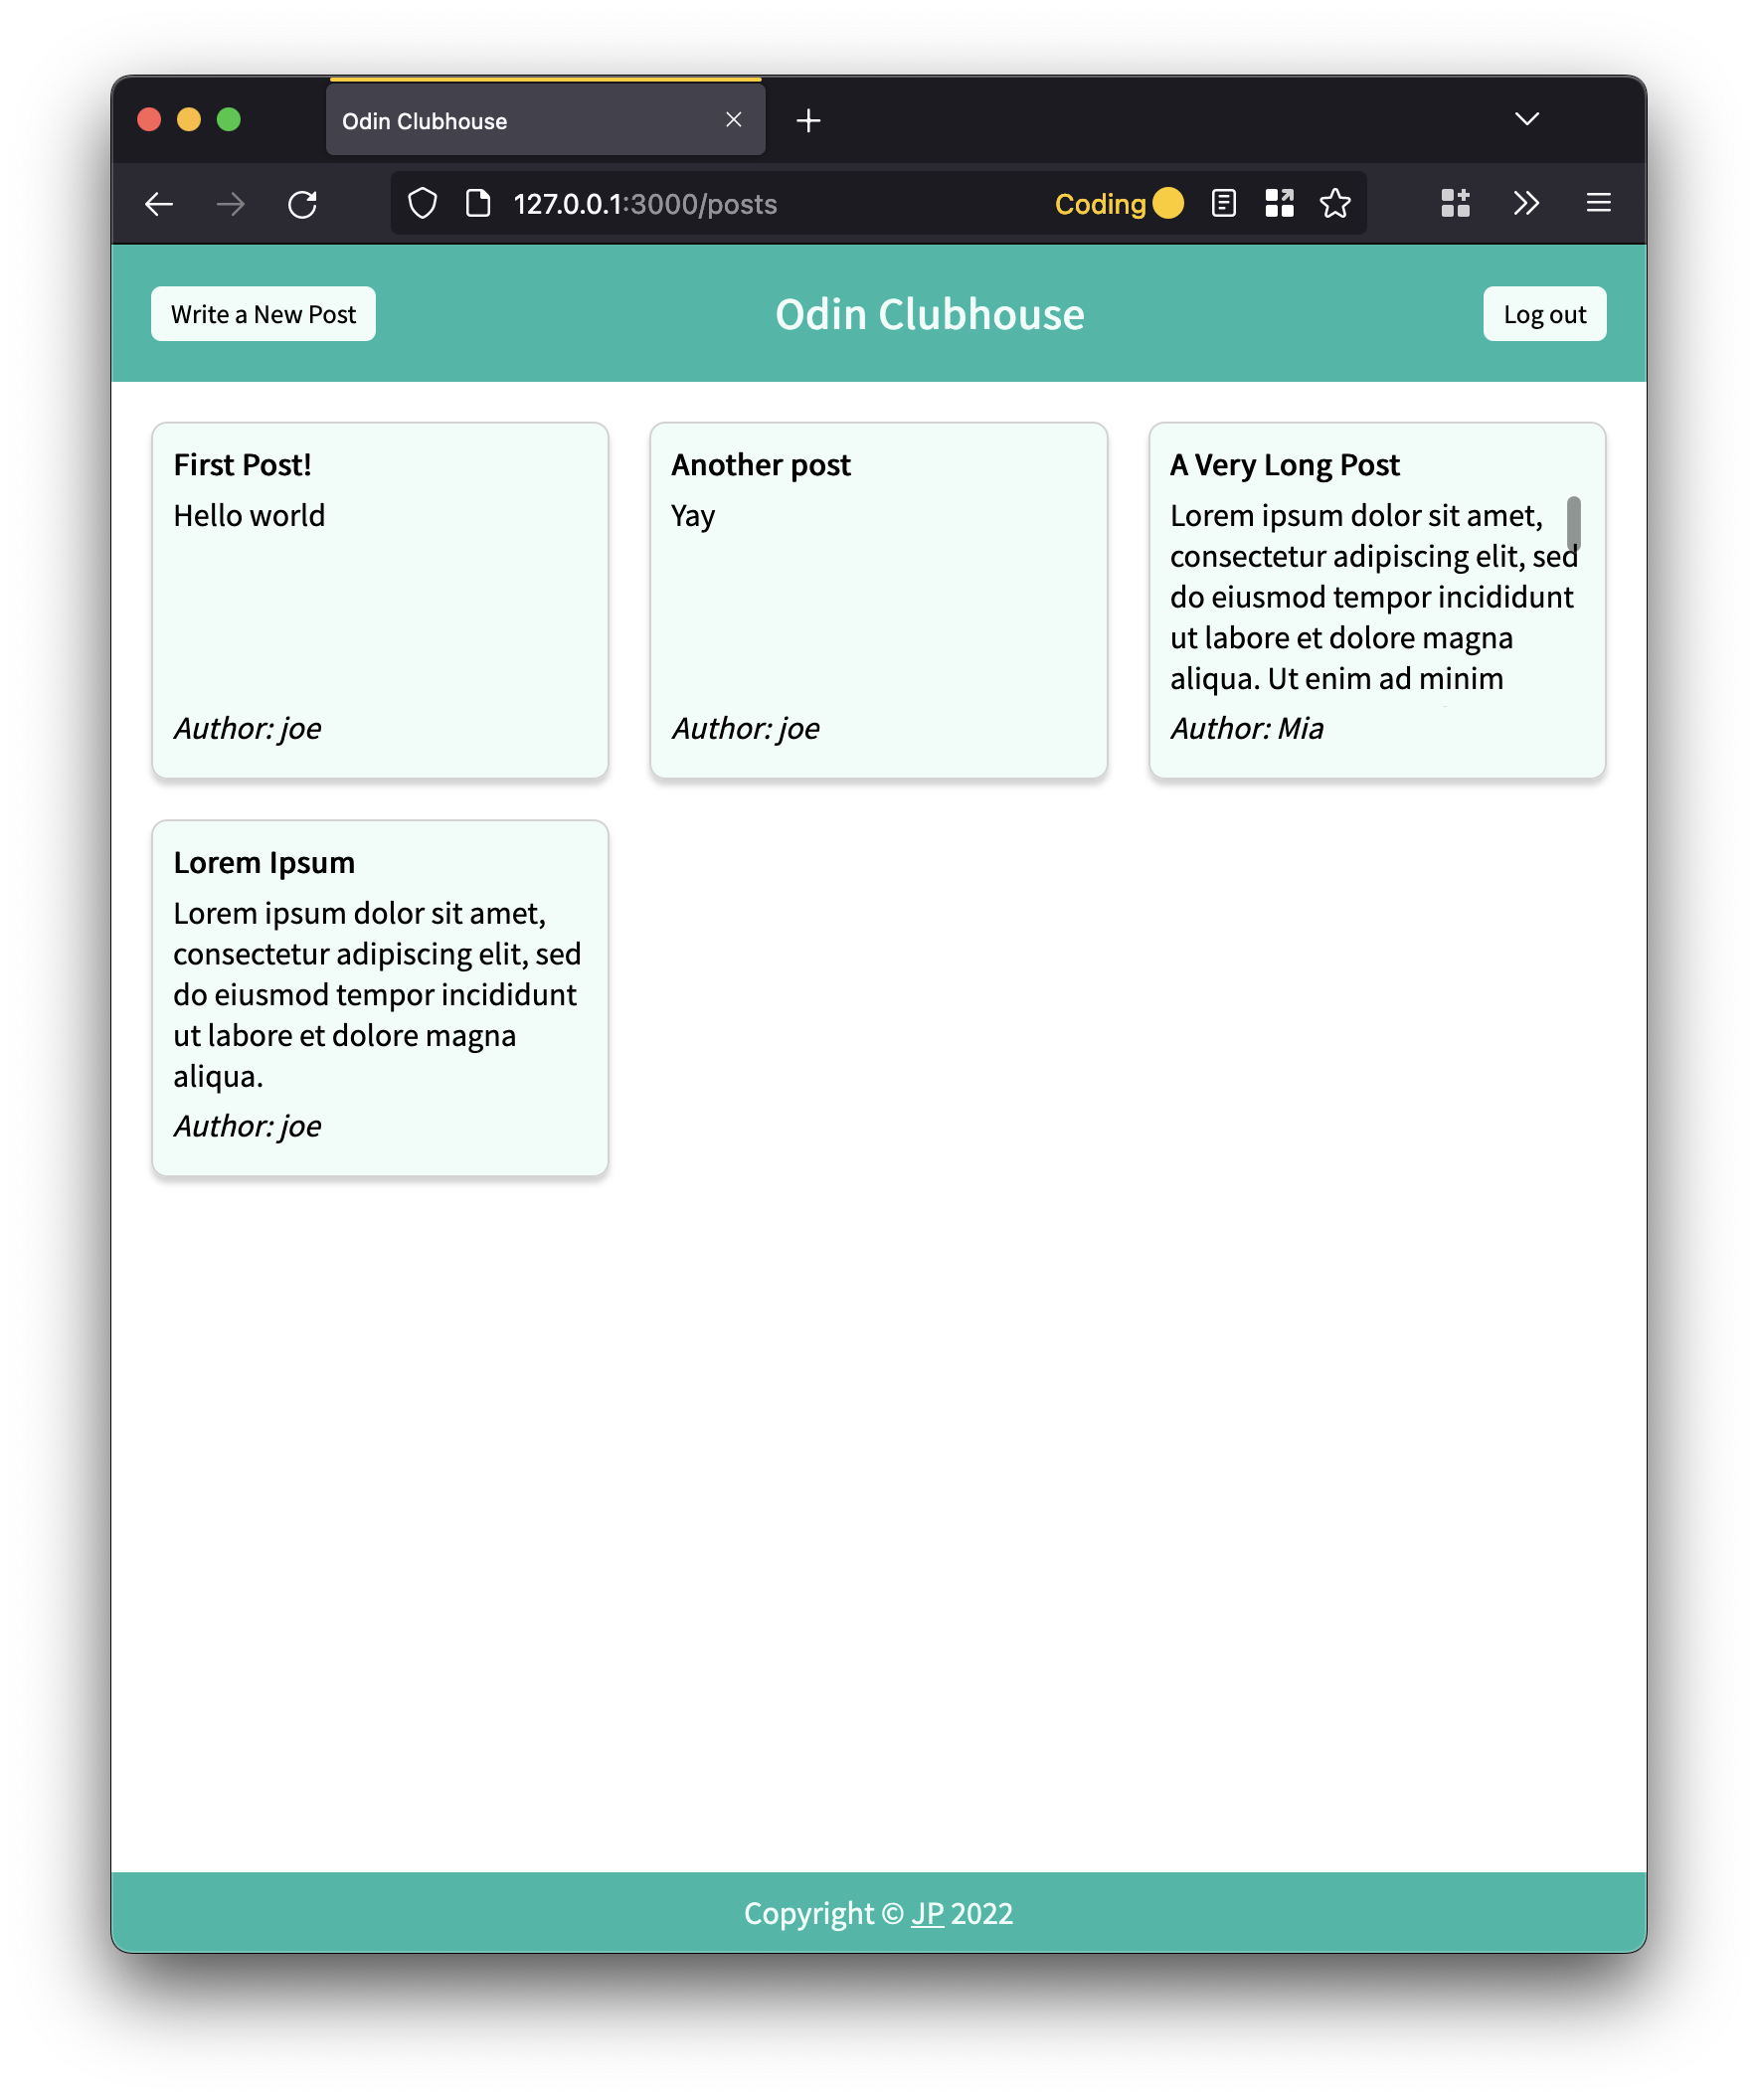 Odin Clubhouse
127.0.0.1:3000/posts
Coding
Write a New Post
Odin Clubhouse
Log out
First Post!
Hello world
Author: joe
Another post
Yay
Author: joe
A Very Long Post
Lorem ipsum dolor sit amet,
consectetur adipiscing elit, sed
do eiusmod tempor incididunt
ut labore et dolore magna
aliqua. Ut enim ad minim
Author: Mia
Lorem Ipsum
Lorem ipsum dolor sit amet,
consectetur adipiscing elit, sed
do eiusmod tempor incididunt
ut labore et dolore magna
aliqua.
Author: joe
Copyright © JP 2022